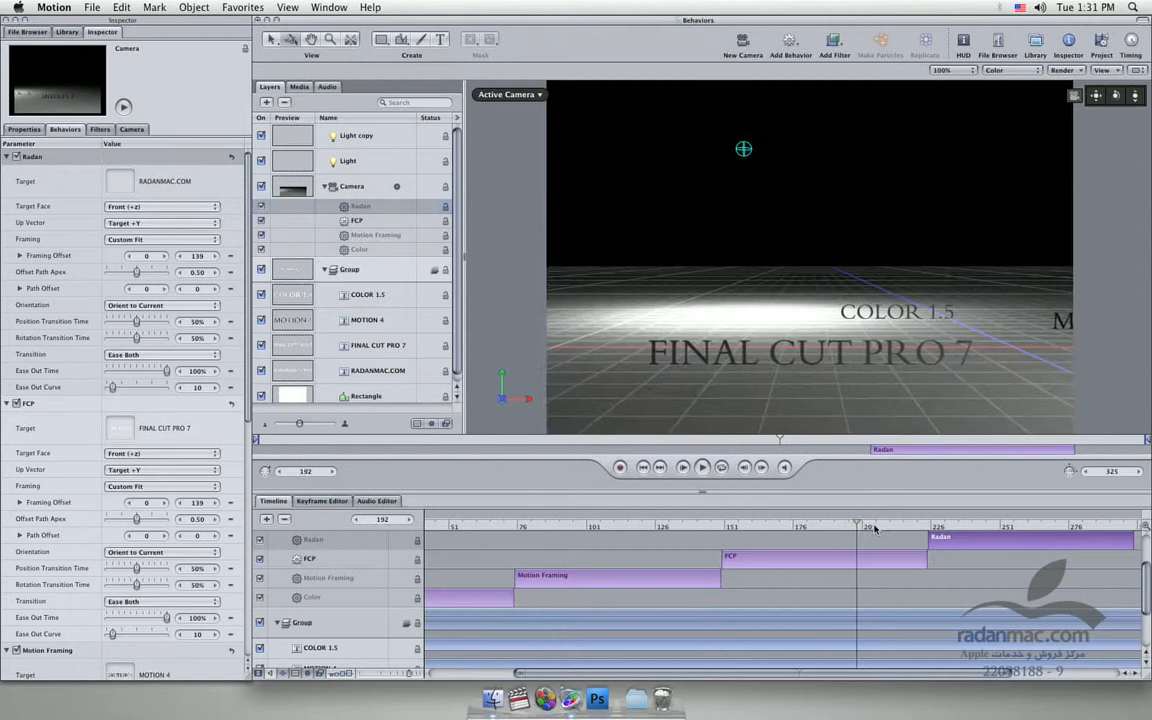 Motion File Edit Mark Object Favorites View Window Help Tue 1:31 PM
Inspector
Behaviors
File Browser Library Inspector
Camera
View Create Mask
New Camera Add Behavior Add Filter Make Particles Replicate HUD File Browser Library Inspector Project Timing
100% Color Render View
Layers Media Audio
Active Camera
Search
On Preview Name Status
Properties Behaviors Filters Camera
Parameter Value
Radan
Target RADANMAC.COM
Target Face Front (+z)
Up Vector Target +Y
Framing Custom Fit
Framing Offset 0 139
Offset Path Apex 0.50
Path Offset 0 0
Orientation Orient to Current
Position Transition Time 50%
Rotation Transition Time 50%
Transition Ease Both
Ease Out Time 100%
Ease Out Curve 10
FCP
Target FINAL CUT PRO 7
Target Face Front (+z)
Up Vector Target +Y
Framing Custom Fit
Framing Offset 0 139
Offset Path Apex 0.50
Path Offset 0 0
Orientation Orient to Current
Position Transition Time 50%
Rotation Transition Time 50%
Transition Ease Both
Ease Out Time 100%
Ease Out Curve 10
Motion Framing
Target MOTION 4
Light copy
Light
Camera
Radan
FCP
Motion Framing
Color
Group
COLOR 1.5
MOTION 4
FINAL CUT PRO 7
RADANMAC.COM
Rectangle
COLOR 1.5
M
FINAL CUT PRO 7
Radan
192 325
Timeline Keyframe Editor Audio Editor
192 51 76 101 126 151 176 201 226 251 276
Radan Radan
FCP FCP
Motion Framing Motion Framing
Color
Group
COLOR 1.5
radanmac.com
مرکز فروش و خدمات Apple
22098188 - 9
Ps